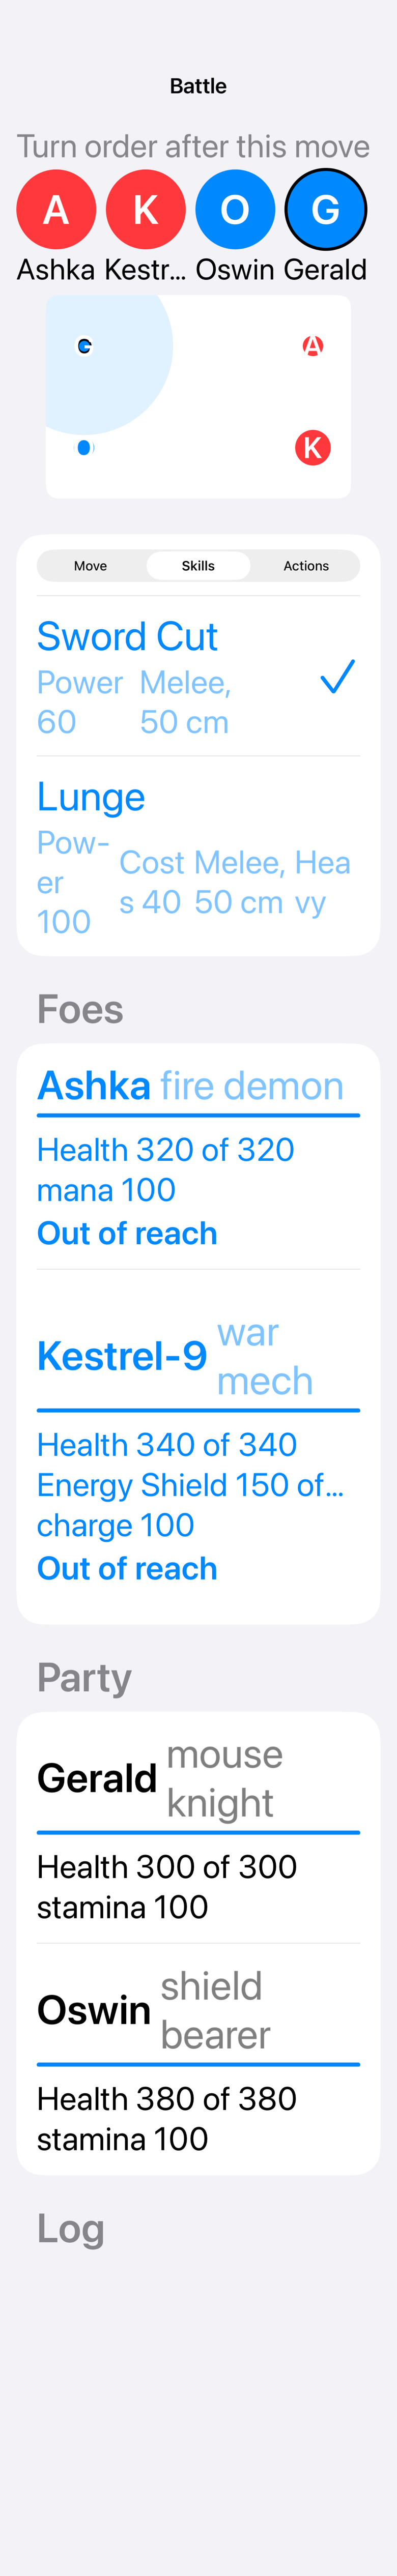 Battle
Turn order after this move
A K O G
Ashka Kestr... Oswin Gerald
G A
K
Move Skills Actions
Sword Cut
Power Melee,
60 50 cm
Lunge
Pow-
er
100
Cost Melee, Hea
s 40 50 cm vy
Foes
Ashka fire demon
Health 320 of 320
mana 100
Out of reach
Kestrel-9 war
mech
Health 340 of 340
Energy Shield 150 of...
charge 100
Out of reach
Party
Gerald mouse
knight
Health 300 of 300
stamina 100
Oswin shield
bearer
Health 380 of 380
stamina 100
Log